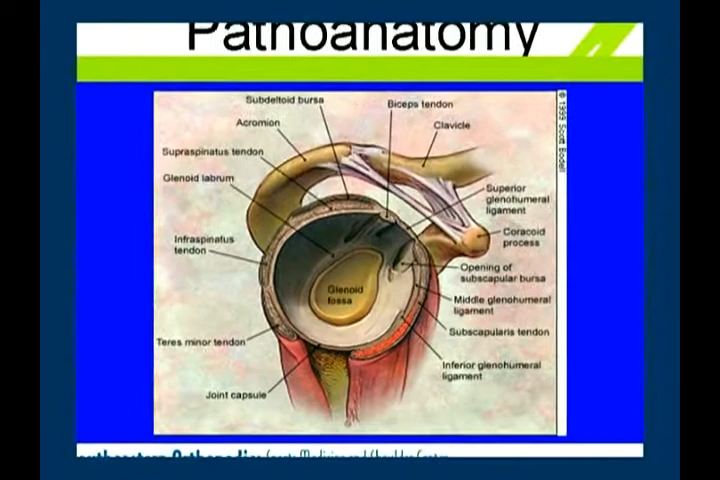 Pathoanatomy
Subdeltoid bursa
Biceps tendon
Acromion
Clavicle
Supraspinatus tendon
Glenoid labrum
Superior
glenohumeral
ligament
Infraspinatus
tendon
Coracoid
process
Opening of
subscapular bursa
Glenoid
fossa
Middle glenohumeral
ligament
Subscapularis tendon
Teres minor tendon
Inferior glenohumeral
ligament
Joint capsule
© 1999 Scott Bodell